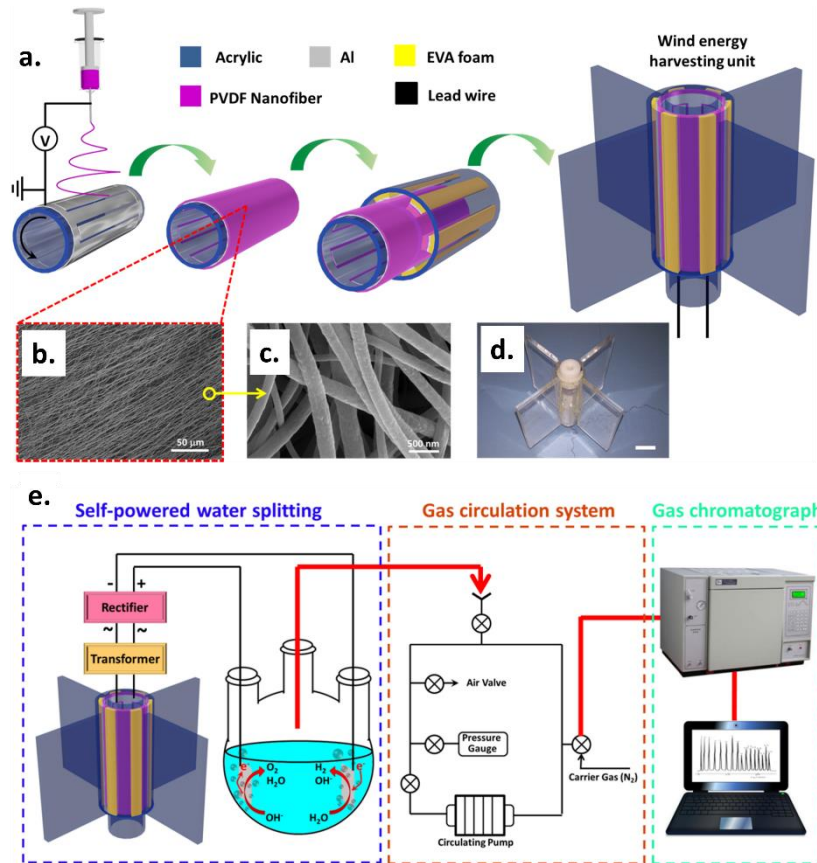 a.
Acrylic
Al
EVA foam
PVDF Nanofiber
Lead wire
Wind energy
harvesting unit
V
b.
50 μm
c.
500 nm
d.
e.
Self-powered water splitting
Gas circulation system
Gas chromatograph
- +
Rectifier
~ ~
Transformer
Air Valve
Pressure
Gauge
Circulating Pump
Carrier Gas (N₂)
e⁻
O₂
H₂O
OH⁻
H₂
OH⁻
H₂O
e⁻